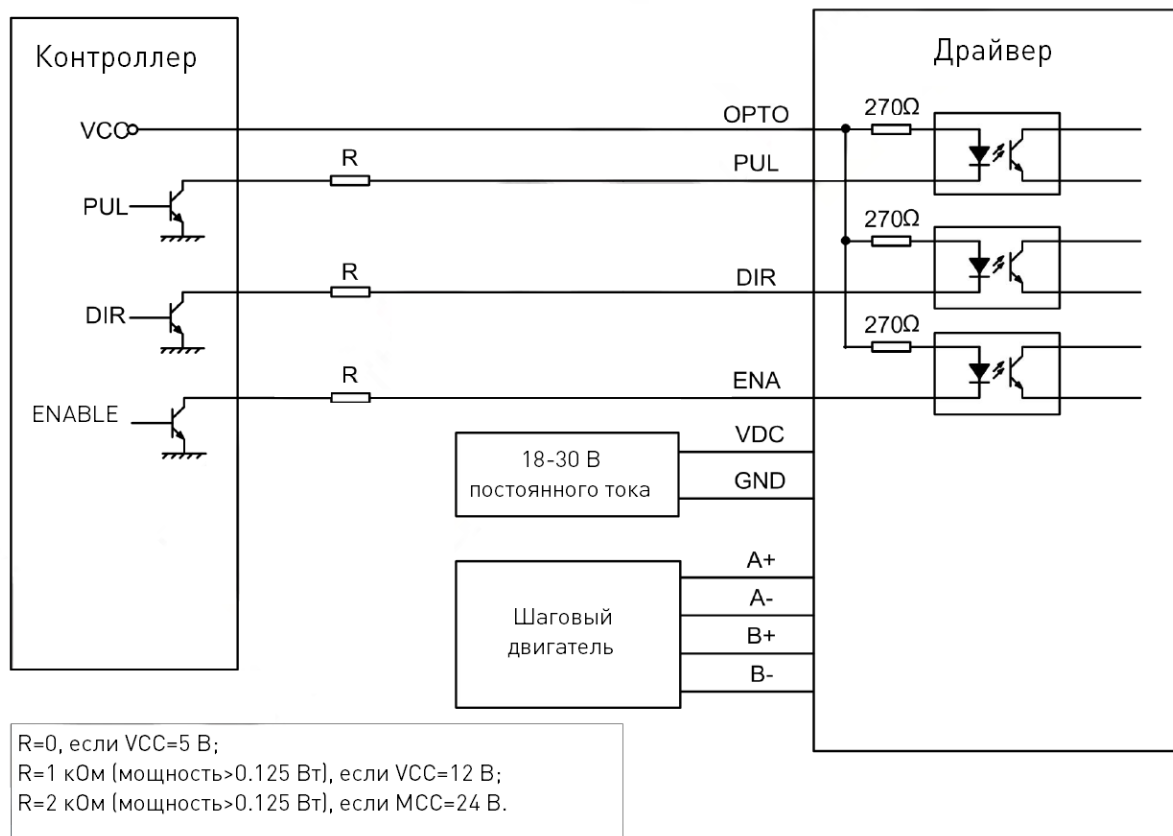 Контроллер
Драйвер
VCC
OPTO
270Ω
R
PUL
PUL
270Ω
R
DIR
DIR
270Ω
R
ENA
ENABLE
VDC
18-30 В
постоянного тока
GND
A+
A-
Шаговый
двигатель
B+
B-
R=0, если VCC=5 В;
R=1 кОм (мощность>0.125 Вт), если VCC=12 В;
R=2 кОм (мощность>0.125 Вт), если МСС=24 В.